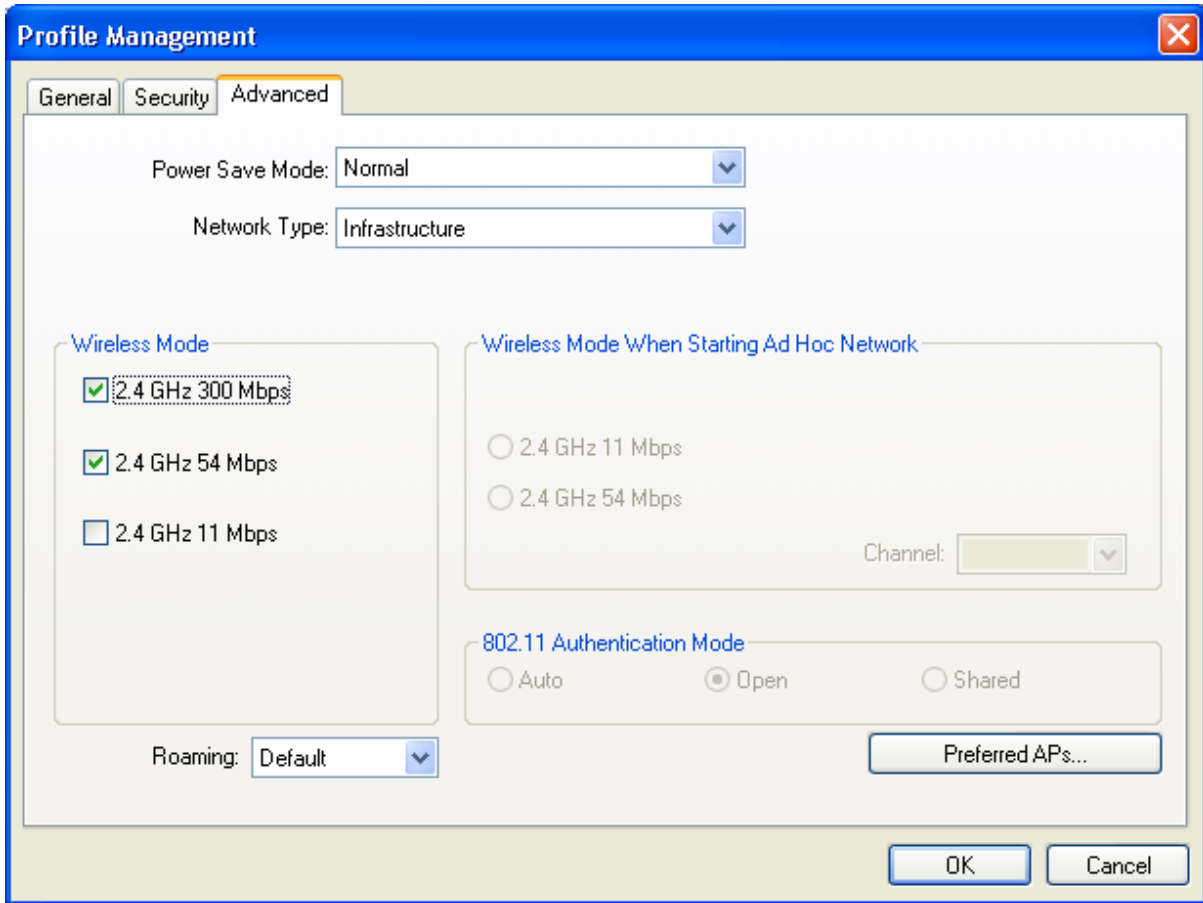 Profile Management
General Security Advanced
Power Save Mode: Normal
Network Type: Infrastructure
Wireless Mode
2.4 GHz 300 Mbps
2.4 GHz 54 Mbps
2.4 GHz 11 Mbps
Wireless Mode When Starting Ad Hoc Network
2.4 GHz 11 Mbps
2.4 GHz 54 Mbps
Channel:
802.11 Authentication Mode
Auto Open Shared
Roaming: Default
Preferred APs...
OK Cancel